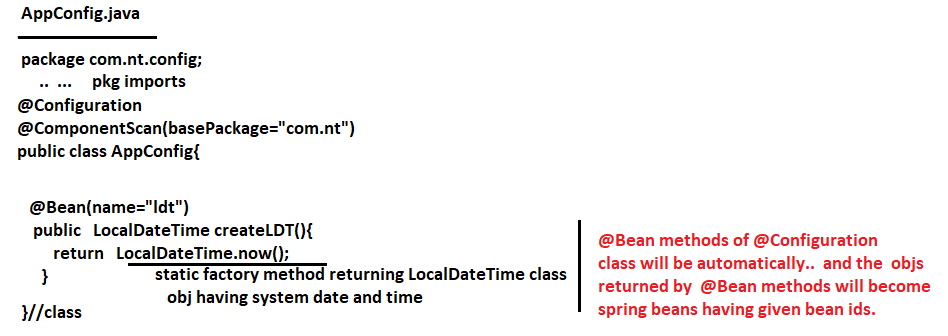 AppConfig.java
package com.nt.config;
.. ... pkg imports
@Configuration
@ComponentScan(basePackage="com.nt")
public class AppConfig{
@Bean(name="ldt")
public LocalDateTime createLDT(){
return LocalDateTime.now();
}
static factory method returning LocalDateTime class
obj having system date and time
}//class
@Bean methods of @Configuration
class will be automatically.. and the objs
returned by @Bean methods will become
spring beans having given bean ids.